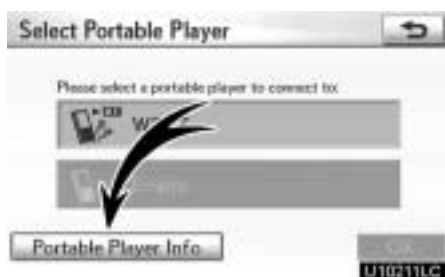 Select Portable Player
Please select a portable player to connect to:
Portable Player Info
U10211LC